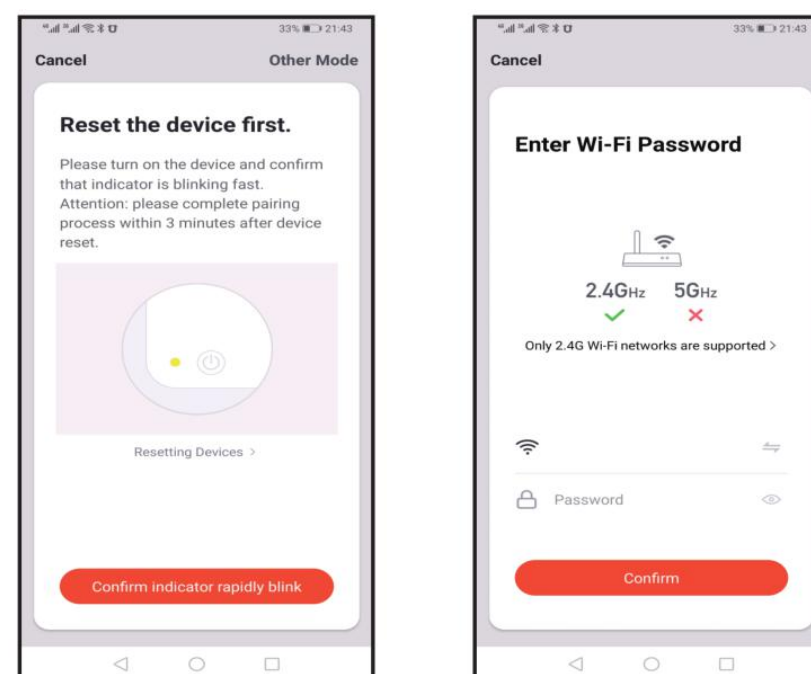 33% 21:43
Cancel Other Mode
Reset the device first.
Please turn on the device and confirm
that indicator is blinking fast.
Attention: please complete pairing
process within 3 minutes after device
reset.
Resetting Devices >
Confirm indicator rapidly blink
33% 21:43
Cancel
Enter Wi-Fi Password
2.4GHz 5GHz
Only 2.4G Wi-Fi networks are supported >
Password
Confirm